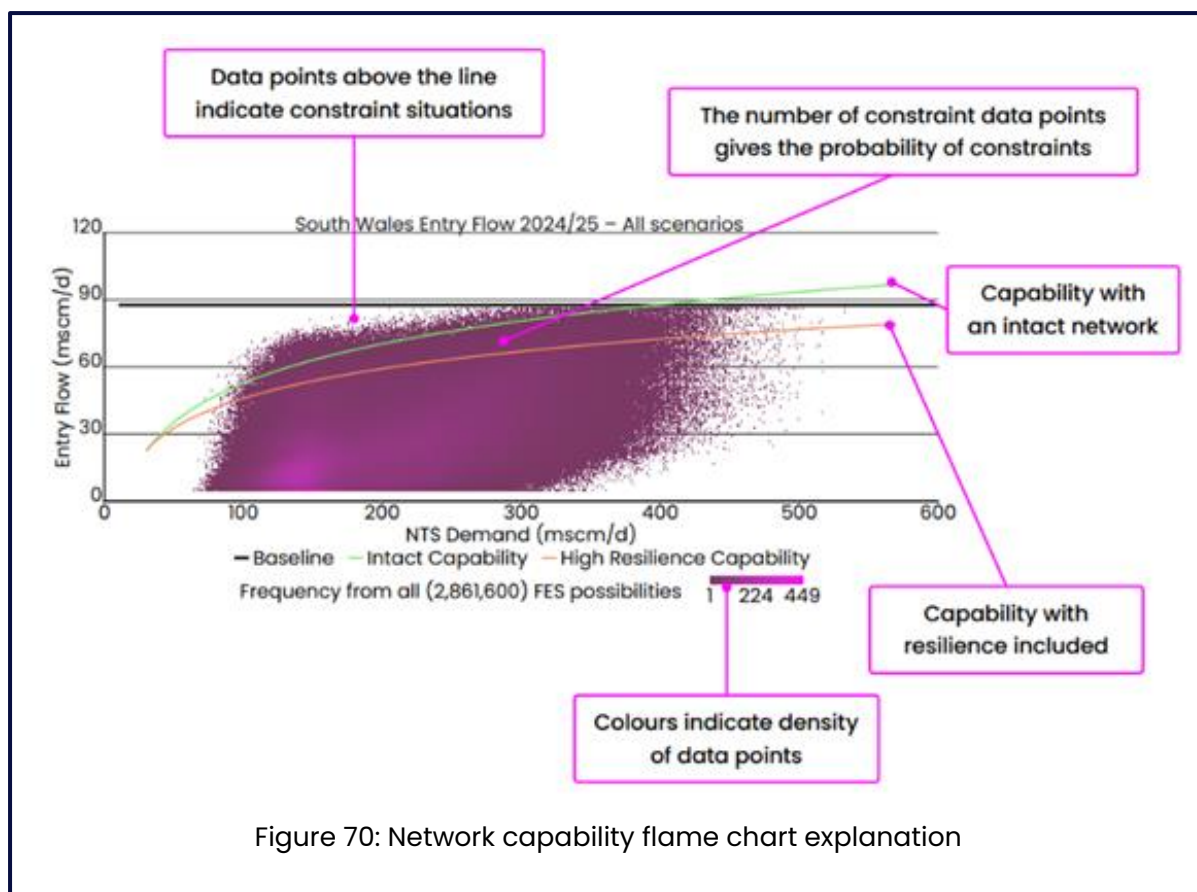 Data points above the line
indicate constraint situations
The number of constraint data points
gives the probability of constraints
South Wales Entry Flow 2024/25 – All scenarios
Entry Flow (mscm/d)
120
90
60
30
0
Capability with
an intact network
0 100 200 300 400 500 600
NTS Demand (mscm/d)
Baseline Intact Capability High Resilience Capability
Frequency from all (2,861,600) FES possibilities 1 224 449
Capability with
resilience included
Colours indicate density
of data points
Figure 70: Network capability flame chart explanation